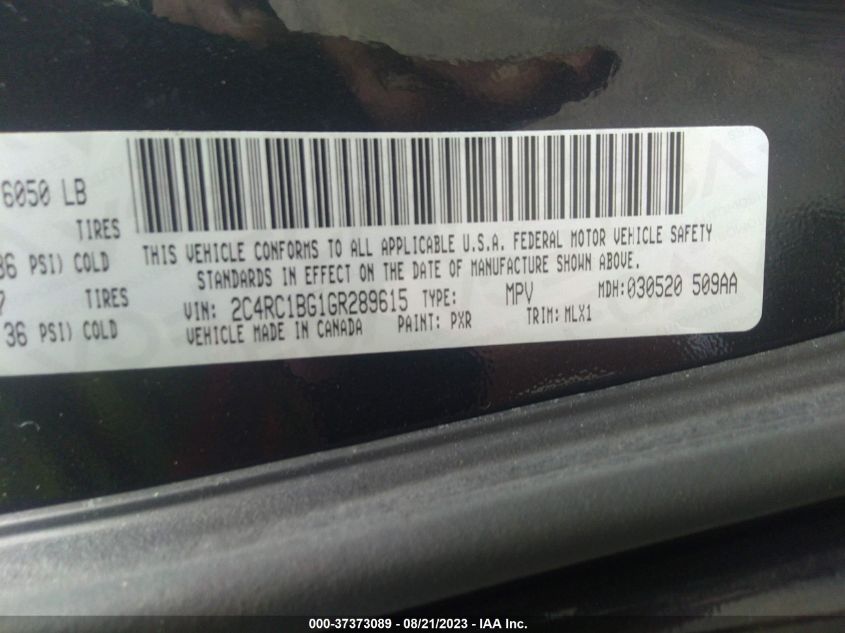 6050 LB
TIRES
36 PSI) COLD
TIRES
36 PSI) COLD
THIS VEHICLE CONFORMS TO ALL APPLICABLE U.S.A. FEDERAL MOTOR VEHICLE SAFETY
STANDARDS IN EFFECT ON THE DATE OF MANUFACTURE SHOWN ABOVE.
VIN: 2C4RC1BG1GR289615 TYPE: MPV MDH:030520 509AA
VEHICLE MADE IN CANADA PAINT: PXR TRIM: MLX1
000-37373089 - 08/21/2023 - IAA Inc.